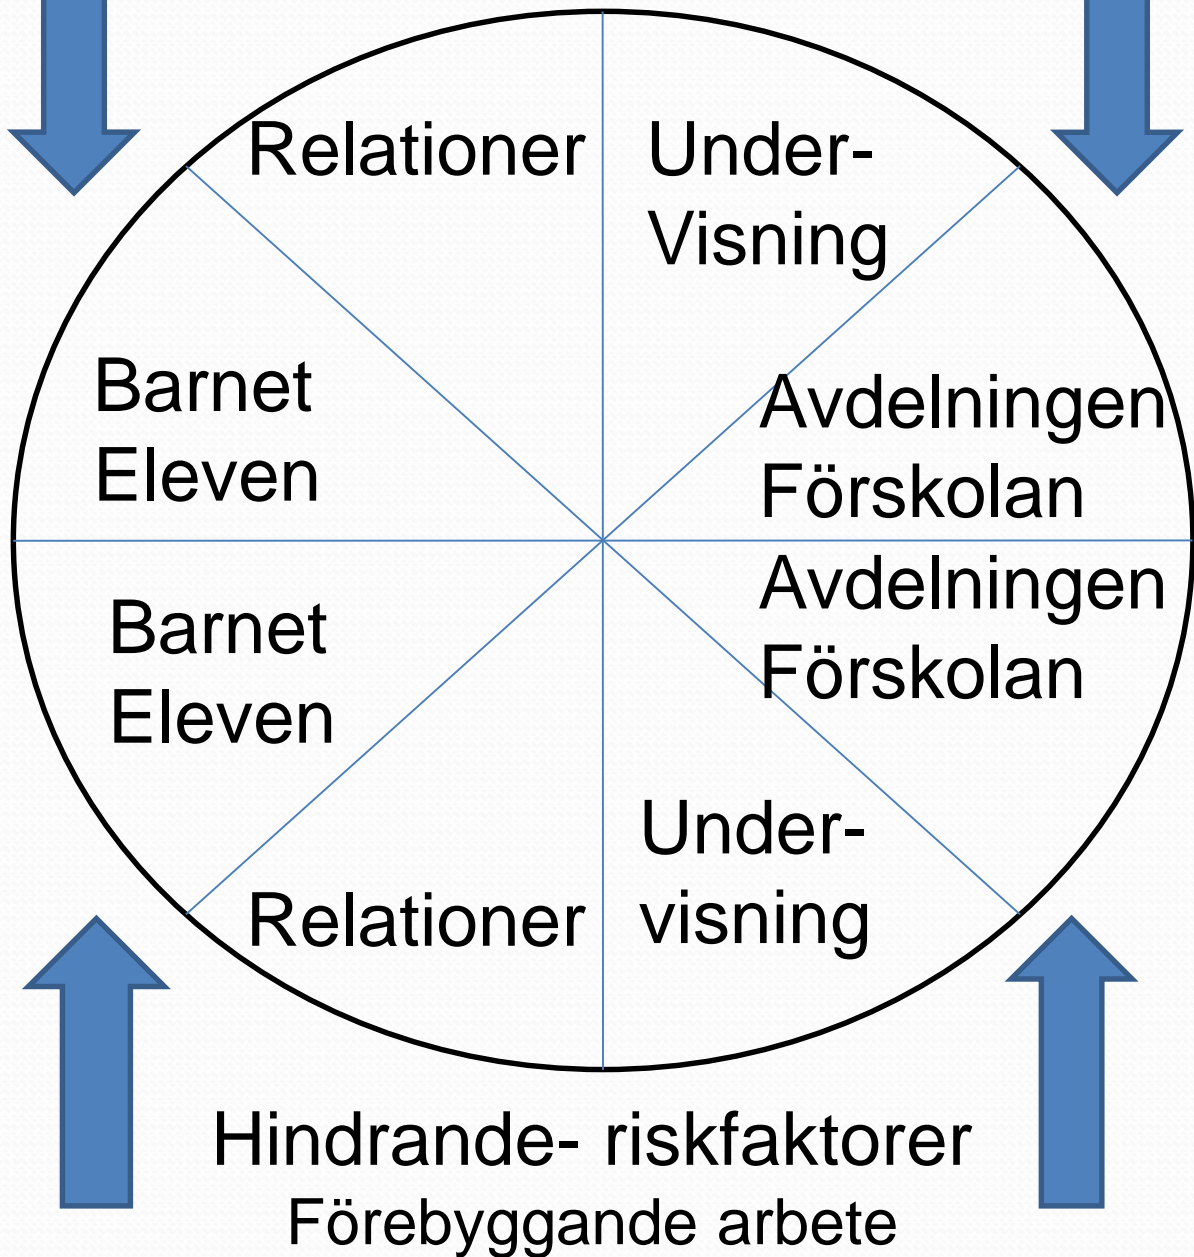 Relationer
Under-
Visning
Barnet
Eleven
Avdelningen
Förskolan
Avdelningen
Förskolan
Barnet
Eleven
Under-
visning
Relationer
Hindrande- riskfaktorer
Förebyggande arbete